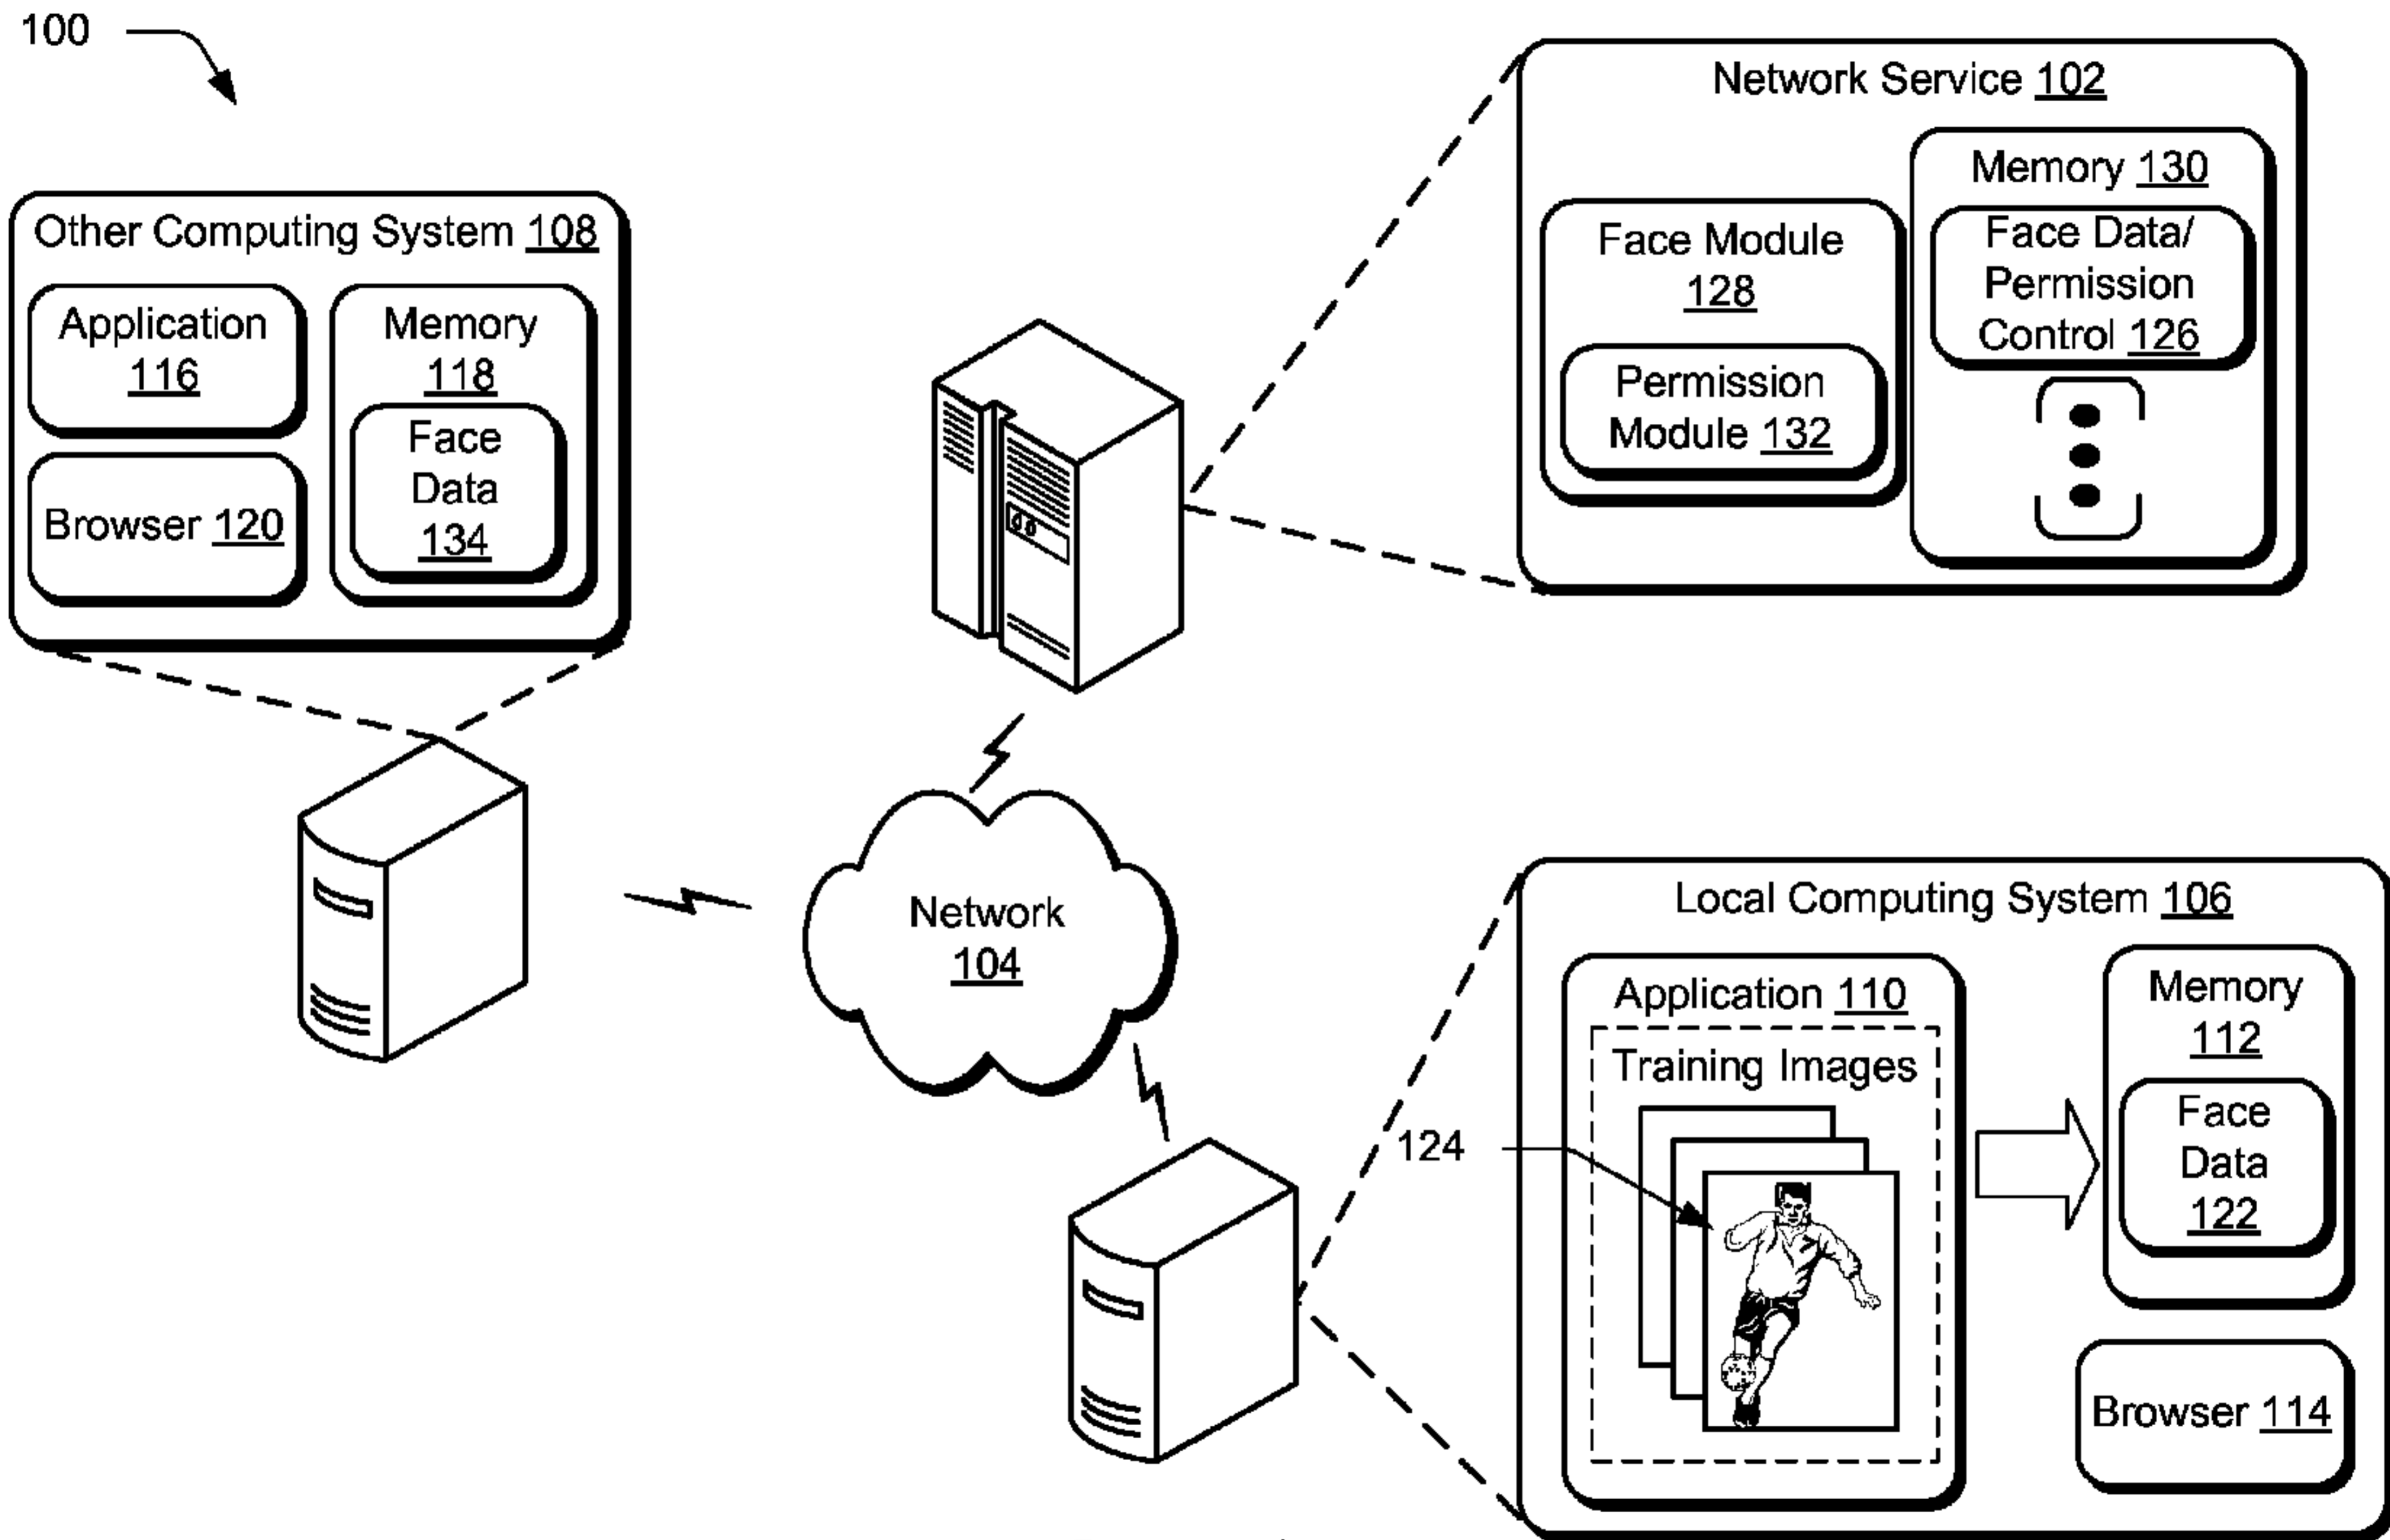 100
Network Service 102
Memory 130
Face Data/
Permission
Control 126
Face Module
128
Permission
Module 132
Other Computing System 108
Application
116
Memory
118
Face
Data
134
Browser 120
Network
104
Local Computing System 106
Application 110
Training Images
124
Memory
112
Face
Data
122
Browser 114